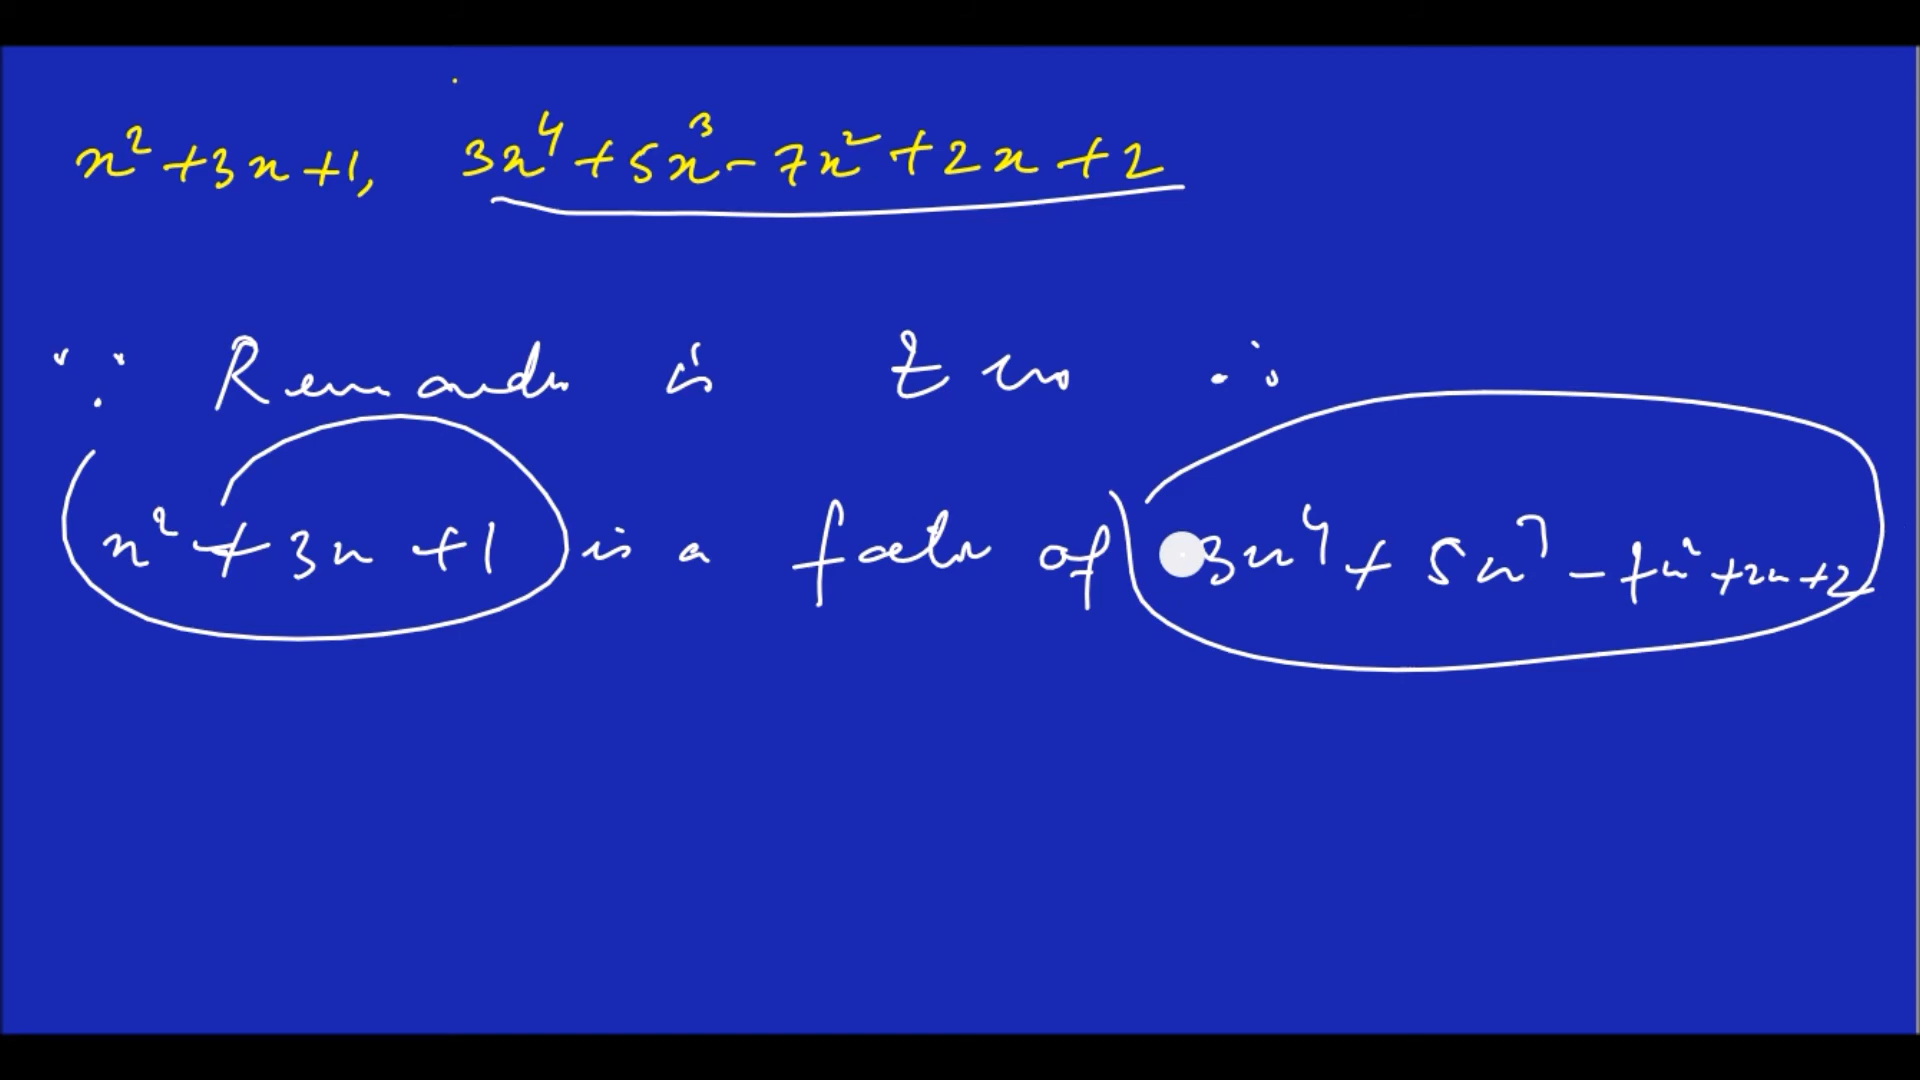 x² + 3x + 1, 3x⁴ + 5x³ - 7x² + 2x + 2
∵ Remainder is Zero ∴
x² + 3x + 1 is a factor of 3x⁴ + 5x³ - 7x² + 2x + 2